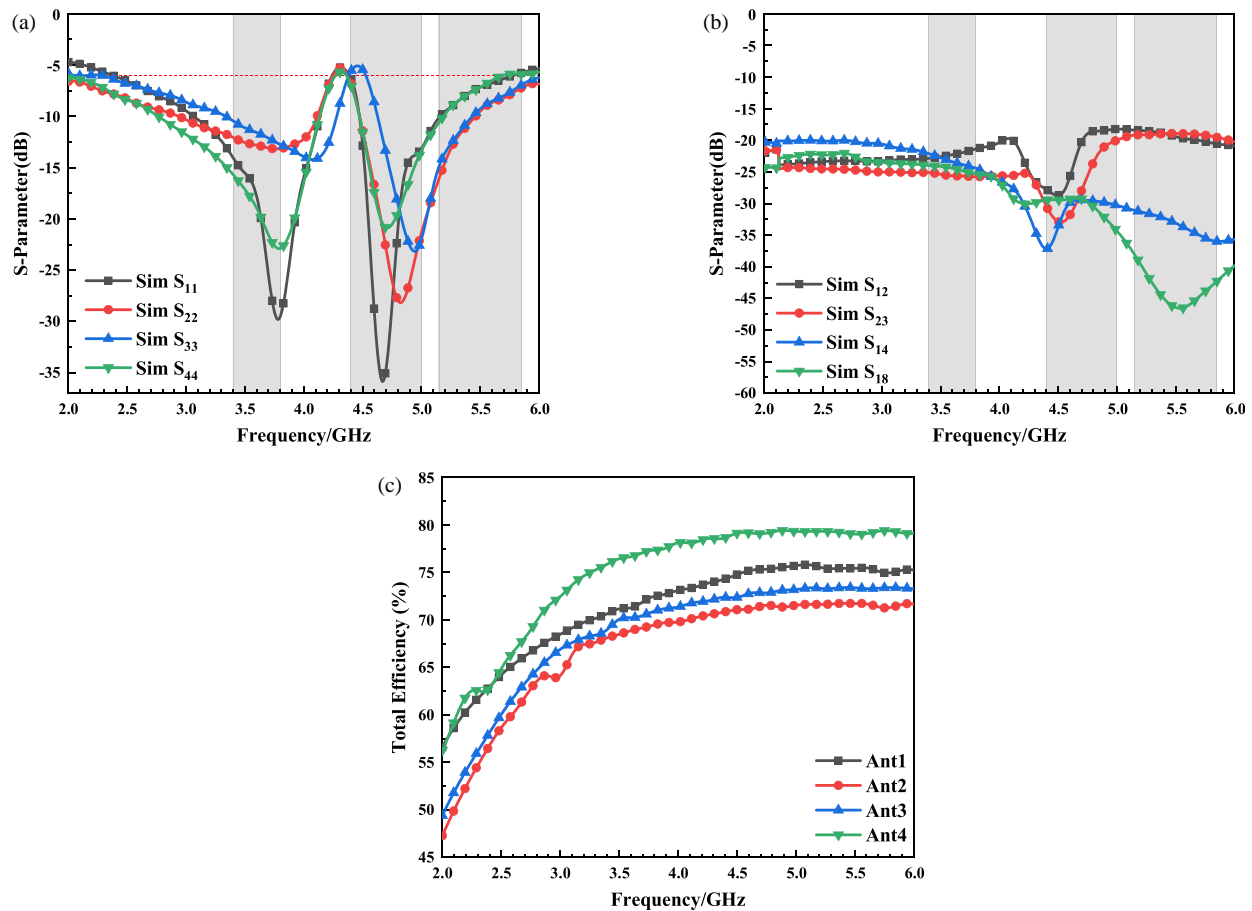 (a)
0
-5
-10
-15
-20
-25
-30
-35
S-Parameter(dB)
Sim S11
Sim S22
Sim S33
Sim S44
2.0 2.5 3.0 3.5 4.0 4.5 5.0 5.5 6.0
Frequency/GHz
(b)
0
-5
-10
-15
-20
-25
-30
-35
-40
-45
-50
-55
-60
S-Parameter(dB)
Sim S12
Sim S23
Sim S14
Sim S18
2.0 2.5 3.0 3.5 4.0 4.5 5.0 5.5 6.0
Frequency/GHz
(c)
85
80
75
70
65
60
55
50
45
Total Efficiency (%)
Ant1
Ant2
Ant3
Ant4
2.0 2.5 3.0 3.5 4.0 4.5 5.0 5.5 6.0
Frequency/GHz